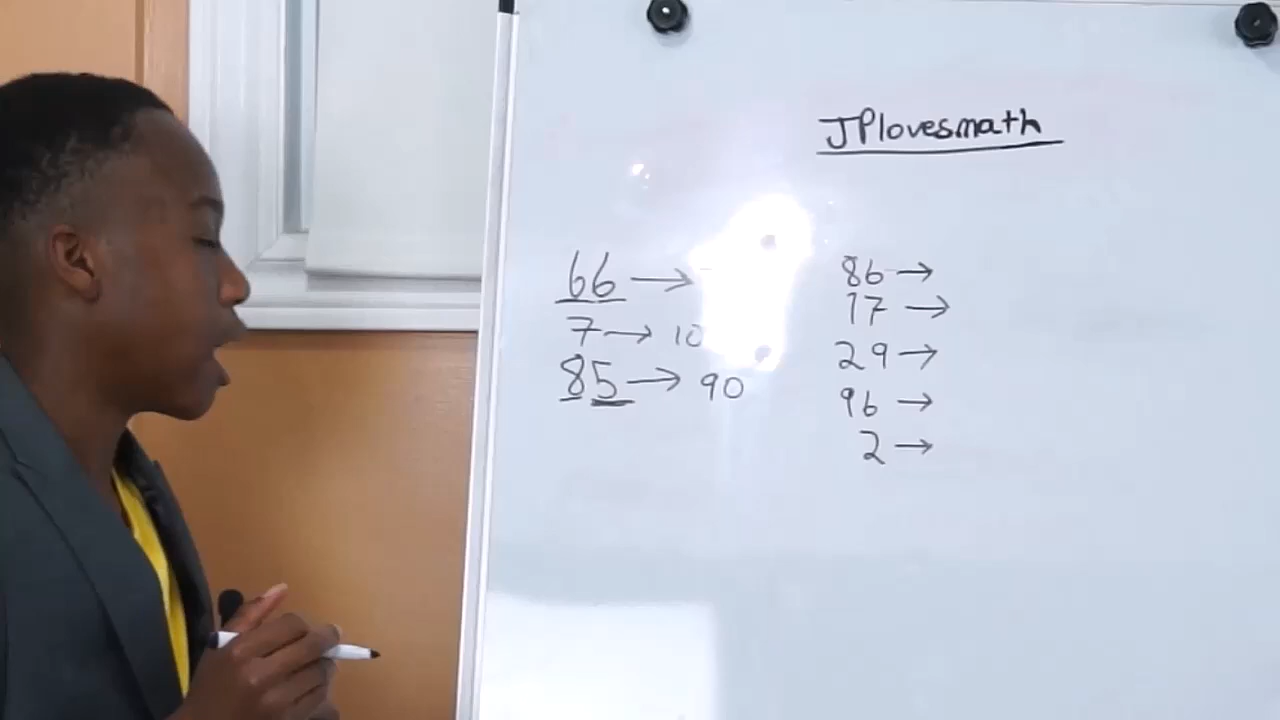 JPlovesmath
66 →
7 → 10
85 → 90
86 →
17 →
29 →
96 →
2 →